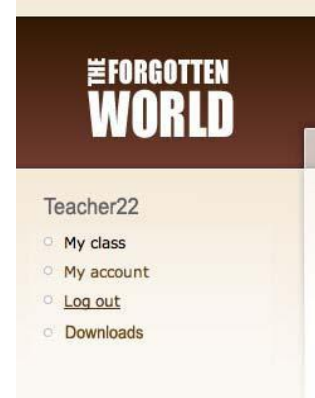 THE FORGOTTEN
WORLD
Teacher22
My class
My account
Log out
Downloads